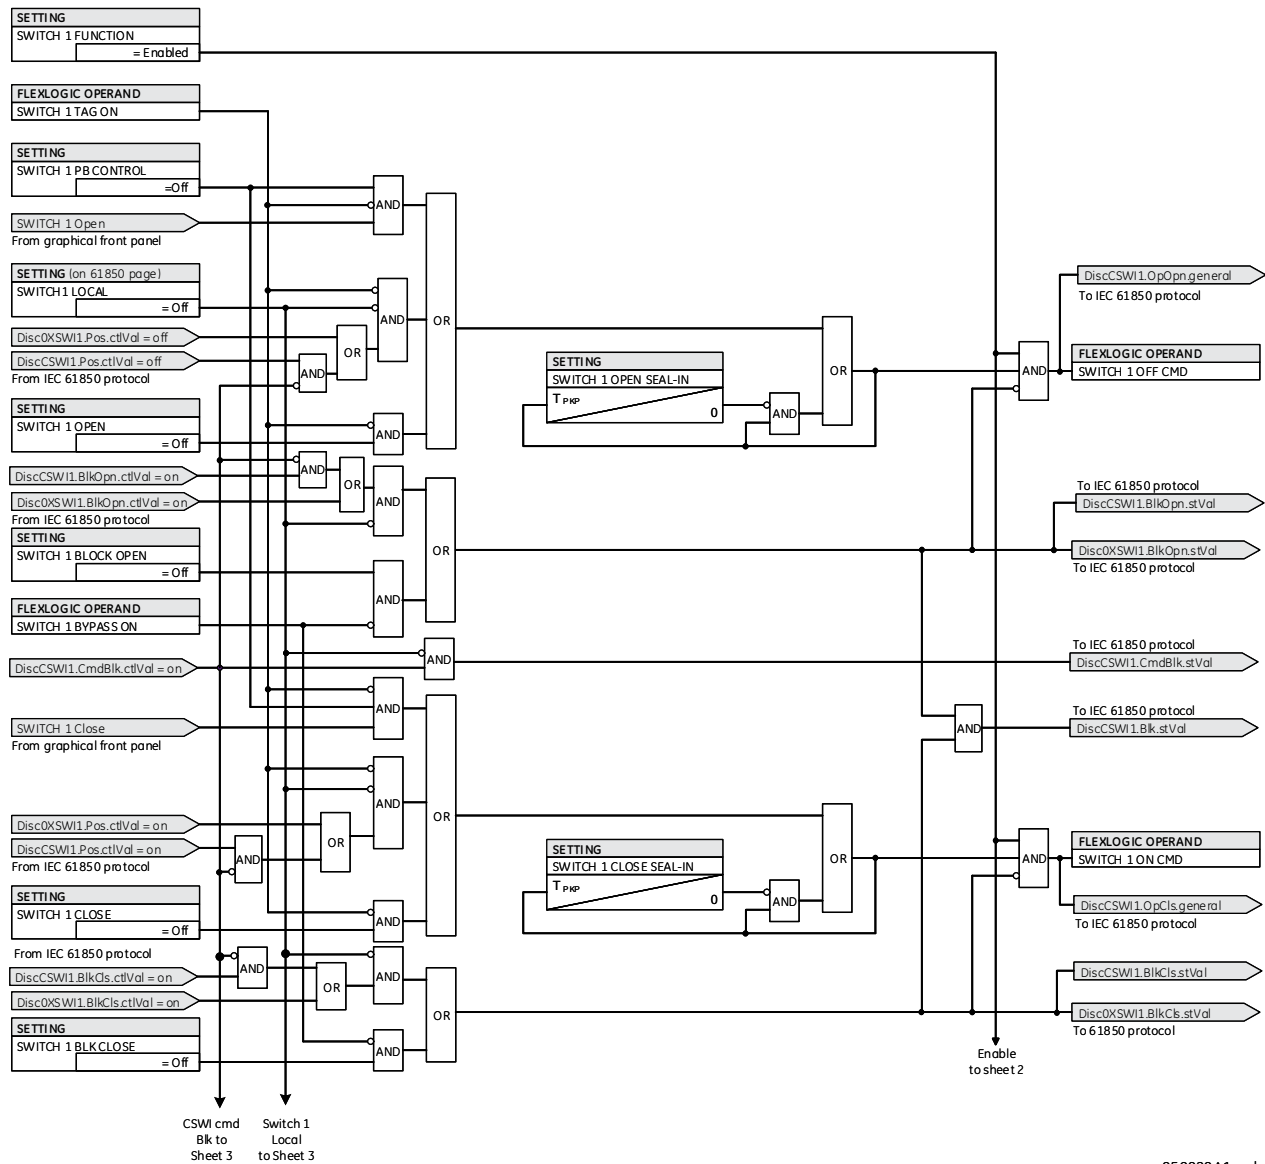 SETTING
SWITCH 1 FUNCTION
= Enabled
FLEXLOGIC OPERAND
SWITCH 1 TAG ON
SETTING
SWITCH 1 PB CONTROL
=Off
SWITCH 1 Open
From graphical front panel
AND
SETTING (on 61850 page)
SWITCH1 LOCAL
= Off
Disc0XSWI1.Pos.ctlVal = off
DiscCSWI1.Pos.ctlVal = off
From IEC 61850 protocol
AND
OR
AND
OR
SETTING
SWITCH 1 OPEN SEAL-IN
T PKP
0
AND
OR
AND
DiscCSWI1.OpOpn.general
To IEC 61850 protocol
FLEXLOGIC OPERAND
SWITCH 1 OFF CMD
SETTING
SWITCH 1 OPEN
= Off
AND
DiscCSWI1.BlkOpn.ctlVal = on
Disc0XSWI1.BlkOpn.ctlVal = on
From IEC 61850 protocol
AND
OR
AND
OR
To IEC 61850 protocol
DiscCSWI1.BlkOpn.stVal
Disc0XSWI1.BlkOpn.stVal
To IEC 61850 protocol
SETTING
SWITCH 1 BLOCK OPEN
= Off
AND
FLEXLOGIC OPERAND
SWITCH 1 BYPASS ON
DiscCSWI1.CmdBlk.ctlVal = on
AND
To IEC 61850 protocol
DiscCSWI1.CmdBlk.stVal
SWITCH 1 Close
From graphical front panel
AND
AND
To IEC 61850 protocol
DiscCSWI1.Blk.stVal
Disc0XSWI1.Pos.ctlVal = on
DiscCSWI1.Pos.ctlVal = on
From IEC 61850 protocol
AND
OR
AND
OR
SETTING
SWITCH 1 CLOSE SEAL-IN
T PKP
0
AND
OR
AND
FLEXLOGIC OPERAND
SWITCH 1 ON CMD
DiscCSWI1.OpCls.general
To IEC 61850 protocol
SETTING
SWITCH 1 CLOSE
= Off
AND
From IEC 61850 protocol
DiscCSWI1.BlkCls.ctlVal = on
Disc0XSWI1.BlkCls.ctlVal = on
AND
OR
AND
OR
DiscCSWI1.BlkCls.stVal
Disc0XSWI1.BlkCls.stVal
To 61850 protocol
SETTING
SWITCH 1 BLK CLOSE
= Off
AND
Enable
to sheet 2
CSWI cmd
Blk to
Sheet 3
Switch 1
Local
to Sheet 3